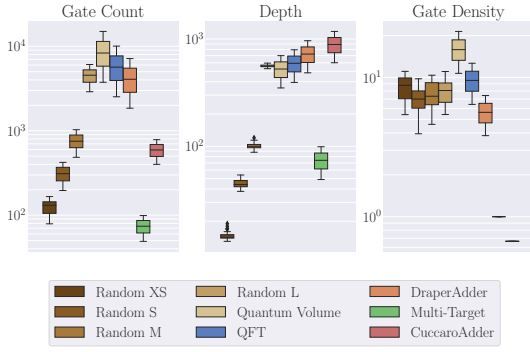 Gate Count
Depth
Gate Density
10^4
10^3
10^2
10^3
10^2
10^1
10^0
Random XS
Random S
Random M
Random L
Quantum Volume
QFT
DraperAdder
Multi-Target
CuccaroAdder